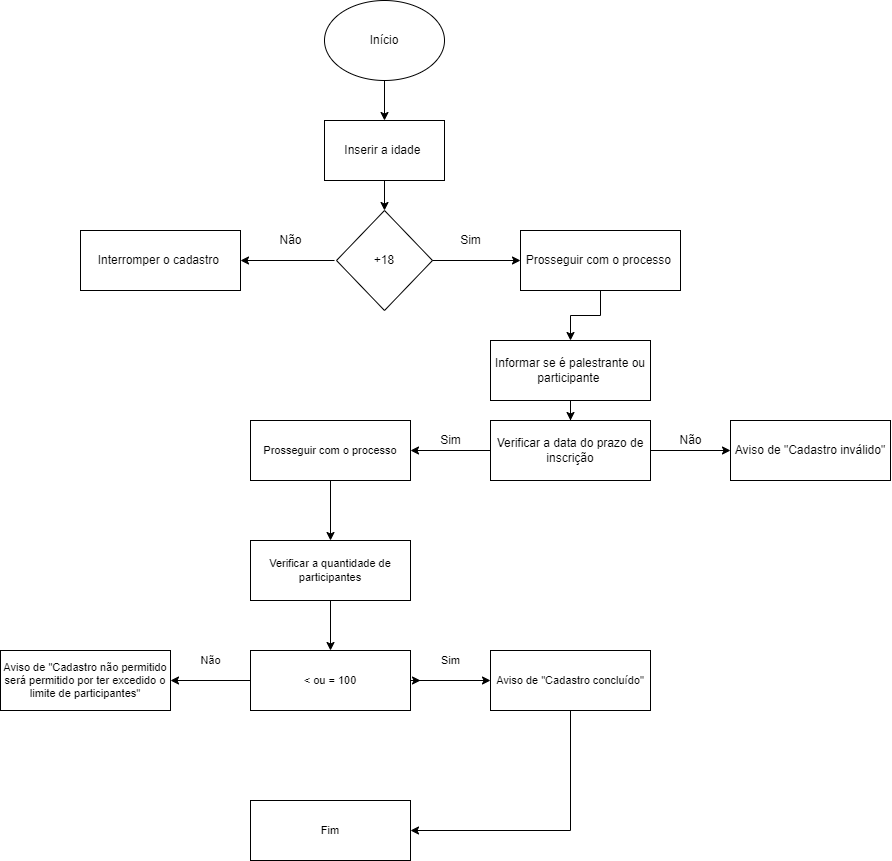 Início
Inserir a idade
Não
Sim
Interromper o cadastro
+18
Prosseguir com o processo
Informar se é palestrante ou
participante
Prosseguir com o processo
Sim
Verificar a data do prazo de
inscrição
Não
Aviso de "Cadastro inválido"
Verificar a quantidade de
participantes
Aviso de "Cadastro não permitido
será permitido por ter excedido o
limite de participantes"
Não
< ou = 100
Sim
Aviso de "Cadastro concluído"
Fim